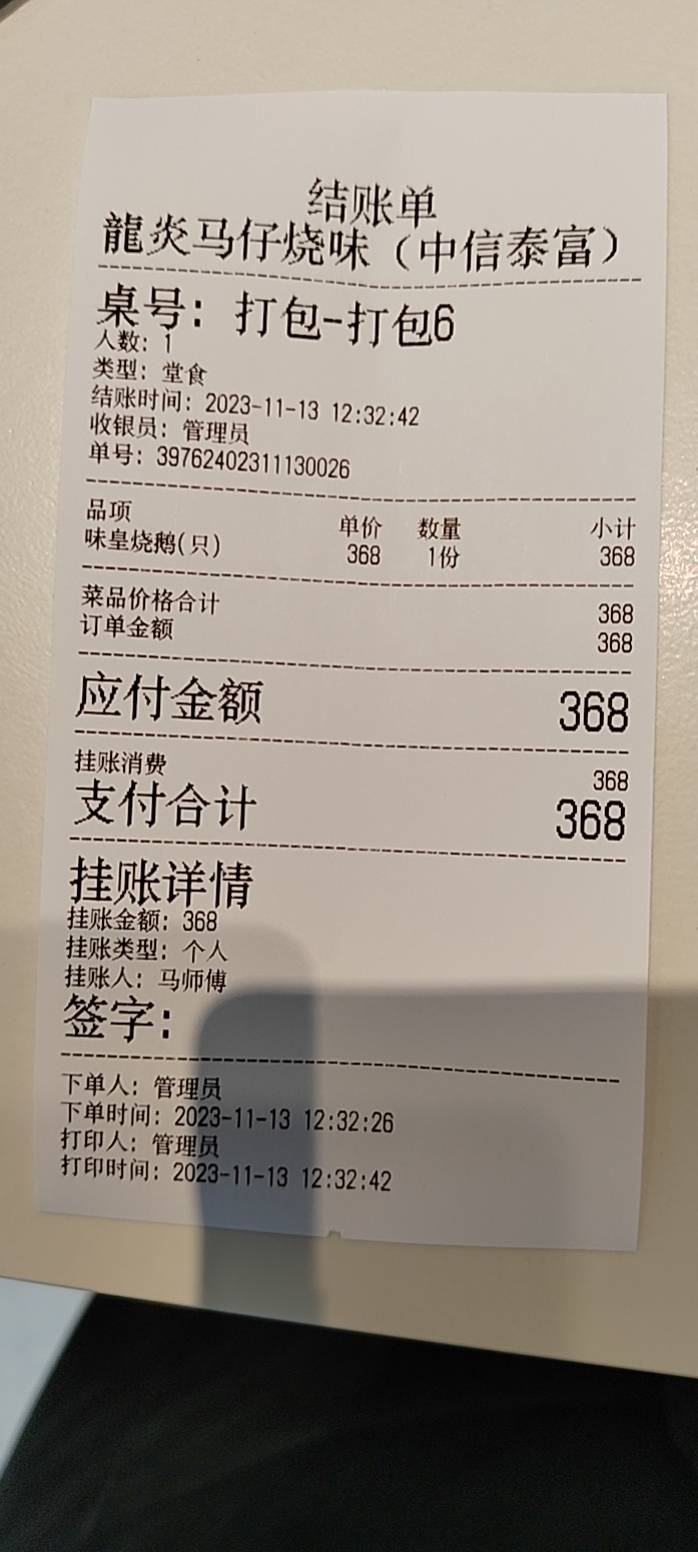 结账单
龍炎马仔烧味（中信泰富）
桌号：打包-打包6
人数：1
类型：堂食
结账时间：2023-11-13 12:32:42
收银员：管理员
单号：39762402311130026
品项 单价 数量 小计
味皇烧鹅(只) 368 1份 368
菜品价格合计 368
订单金额 368
应付金额 368
挂账消费 368
支付合计 368
挂账详情
挂账金额：368
挂账类型：个人
挂账人：马师傅
签字：
下单人：管理员
下单时间：2023-11-13 12:32:26
打印人：管理员
打印时间：2023-11-13 12:32:42